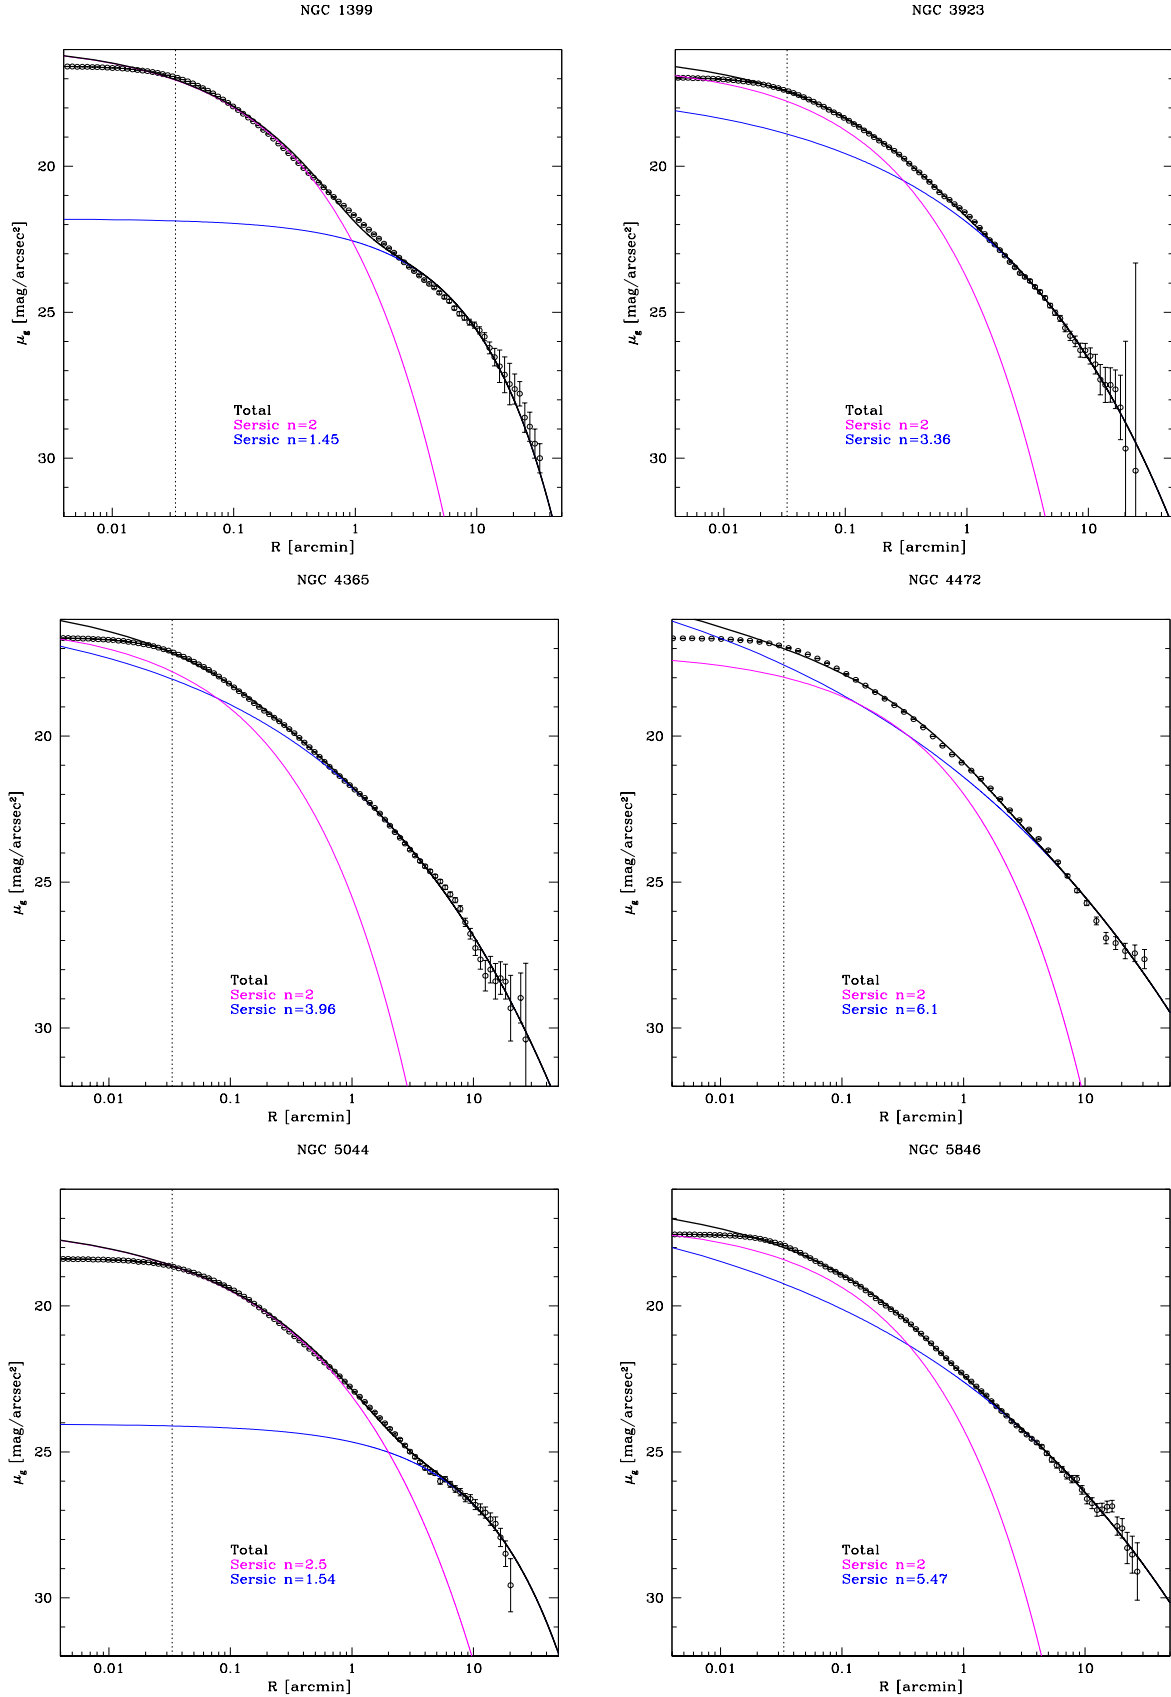 NGC 1399
NGC 3923
20
25
30
μg [mag/arcsec²]
Total
Sersic n=2
Sersic n=1.45
0.01 0.1 1 10
R [arcmin]
20
25
30
μg [mag/arcsec²]
Total
Sersic n=2
Sersic n=3.36
0.01 0.1 1 10
R [arcmin]
NGC 4365
NGC 4472
20
25
30
μg [mag/arcsec²]
Total
Sersic n=2
Sersic n=3.96
0.01 0.1 1 10
R [arcmin]
20
25
30
μg [mag/arcsec²]
Total
Sersic n=2
Sersic n=6.1
0.01 0.1 1 10
R [arcmin]
NGC 5044
NGC 5846
20
25
30
μg [mag/arcsec²]
Total
Sersic n=2.5
Sersic n=1.54
0.01 0.1 1 10
R [arcmin]
20
25
30
μg [mag/arcsec²]
Total
Sersic n=2
Sersic n=5.47
0.01 0.1 1 10
R [arcmin]